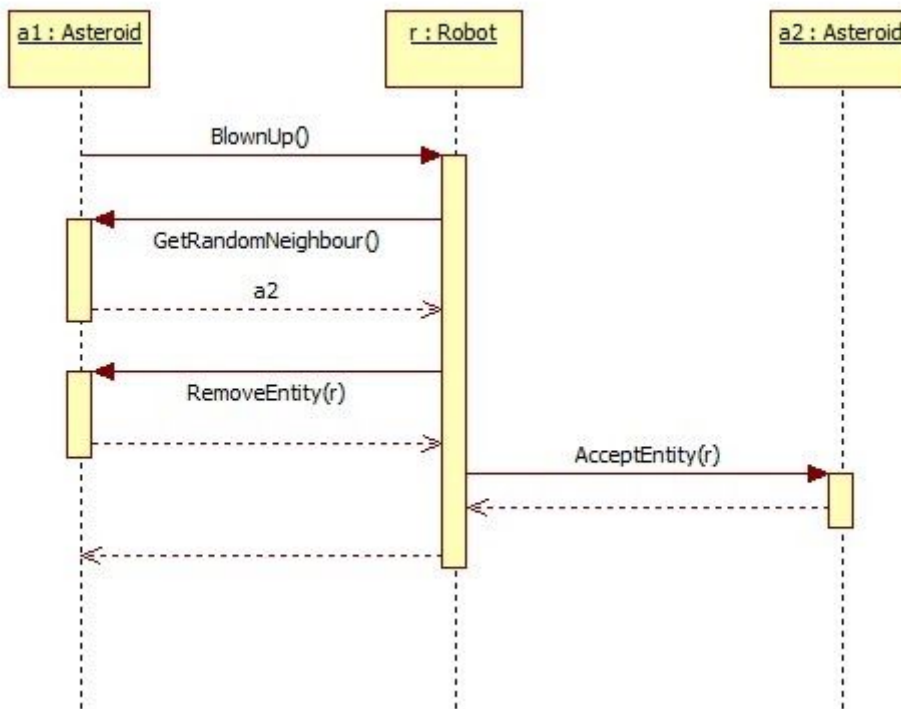 a1 : Asteroid
r : Robot
a2 : Asteroid
BlownUp()
GetRandomNeighbour()
a2
RemoveEntity(r)
AcceptEntity(r)